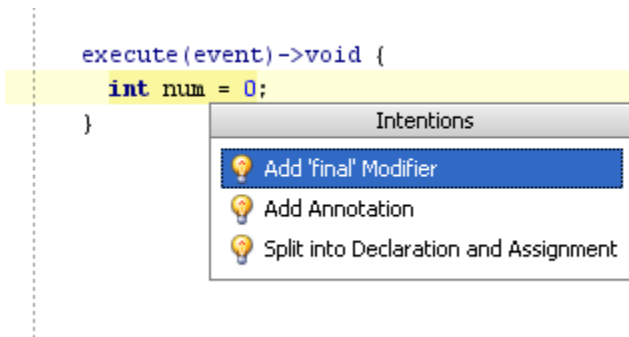 execute(event)->void {
int num = 0;
}
Intentions
Add 'final' Modifier
Add Annotation
Split into Declaration and Assignment